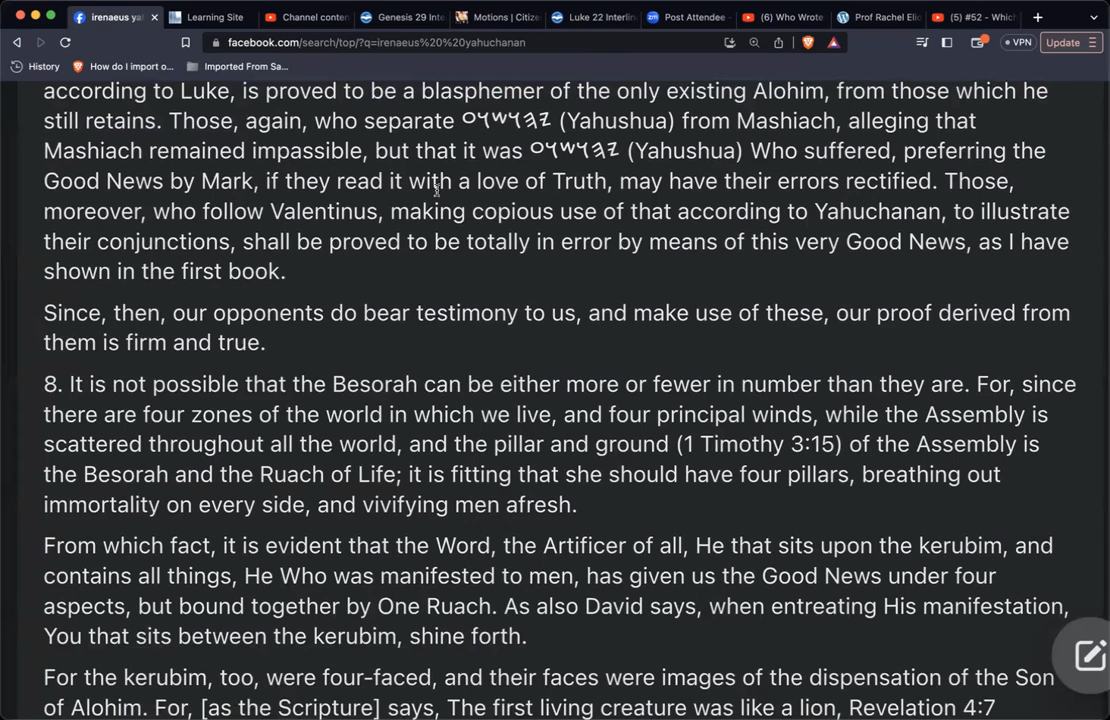 irenaeus ya
Learning Site
Channel conten
Genesis 29 Inte
Motions | Citize
Luke 22 Interlin
Post Attendee -
(6) Who Wrote
Prof Rachel Elio
(5) #52 – Which
facebook.com/search/top/?q=irenaeus%20%20yahuchanan
VPN
Update
History
How do I import o...
Imported From Sa...
according to Luke, is proved to be a blasphemer of the only existing Alohim, from those which he
still retains. Those, again, who separate 𐤏𐤅𐤔𐤅𐤄𐤉 (Yahushua) from Mashiach, alleging that
Mashiach remained impassible, but that it was 𐤏𐤅𐤔𐤅𐤄𐤉 (Yahushua) Who suffered, preferring the
Good News by Mark, if they read it with a love of Truth, may have their errors rectified. Those,
moreover, who follow Valentinus, making copious use of that according to Yahuchanan, to illustrate
their conjunctions, shall be proved to be totally in error by means of this very Good News, as I have
shown in the first book.
Since, then, our opponents do bear testimony to us, and make use of these, our proof derived from
them is firm and true.
8. It is not possible that the Besorah can be either more or fewer in number than they are. For, since
there are four zones of the world in which we live, and four principal winds, while the Assembly is
scattered throughout all the world, and the pillar and ground (1 Timothy 3:15) of the Assembly is
the Besorah and the Ruach of Life; it is fitting that she should have four pillars, breathing out
immortality on every side, and vivifying men afresh.
From which fact, it is evident that the Word, the Artificer of all, He that sits upon the kerubim, and
contains all things, He Who was manifested to men, has given us the Good News under four
aspects, but bound together by One Ruach. As also David says, when entreating His manifestation,
You that sits between the kerubim, shine forth.
For the kerubim, too, were four-faced, and their faces were images of the dispensation of the Son
of Alohim. For, [as the Scripture] says, The first living creature was like a lion, Revelation 4:7